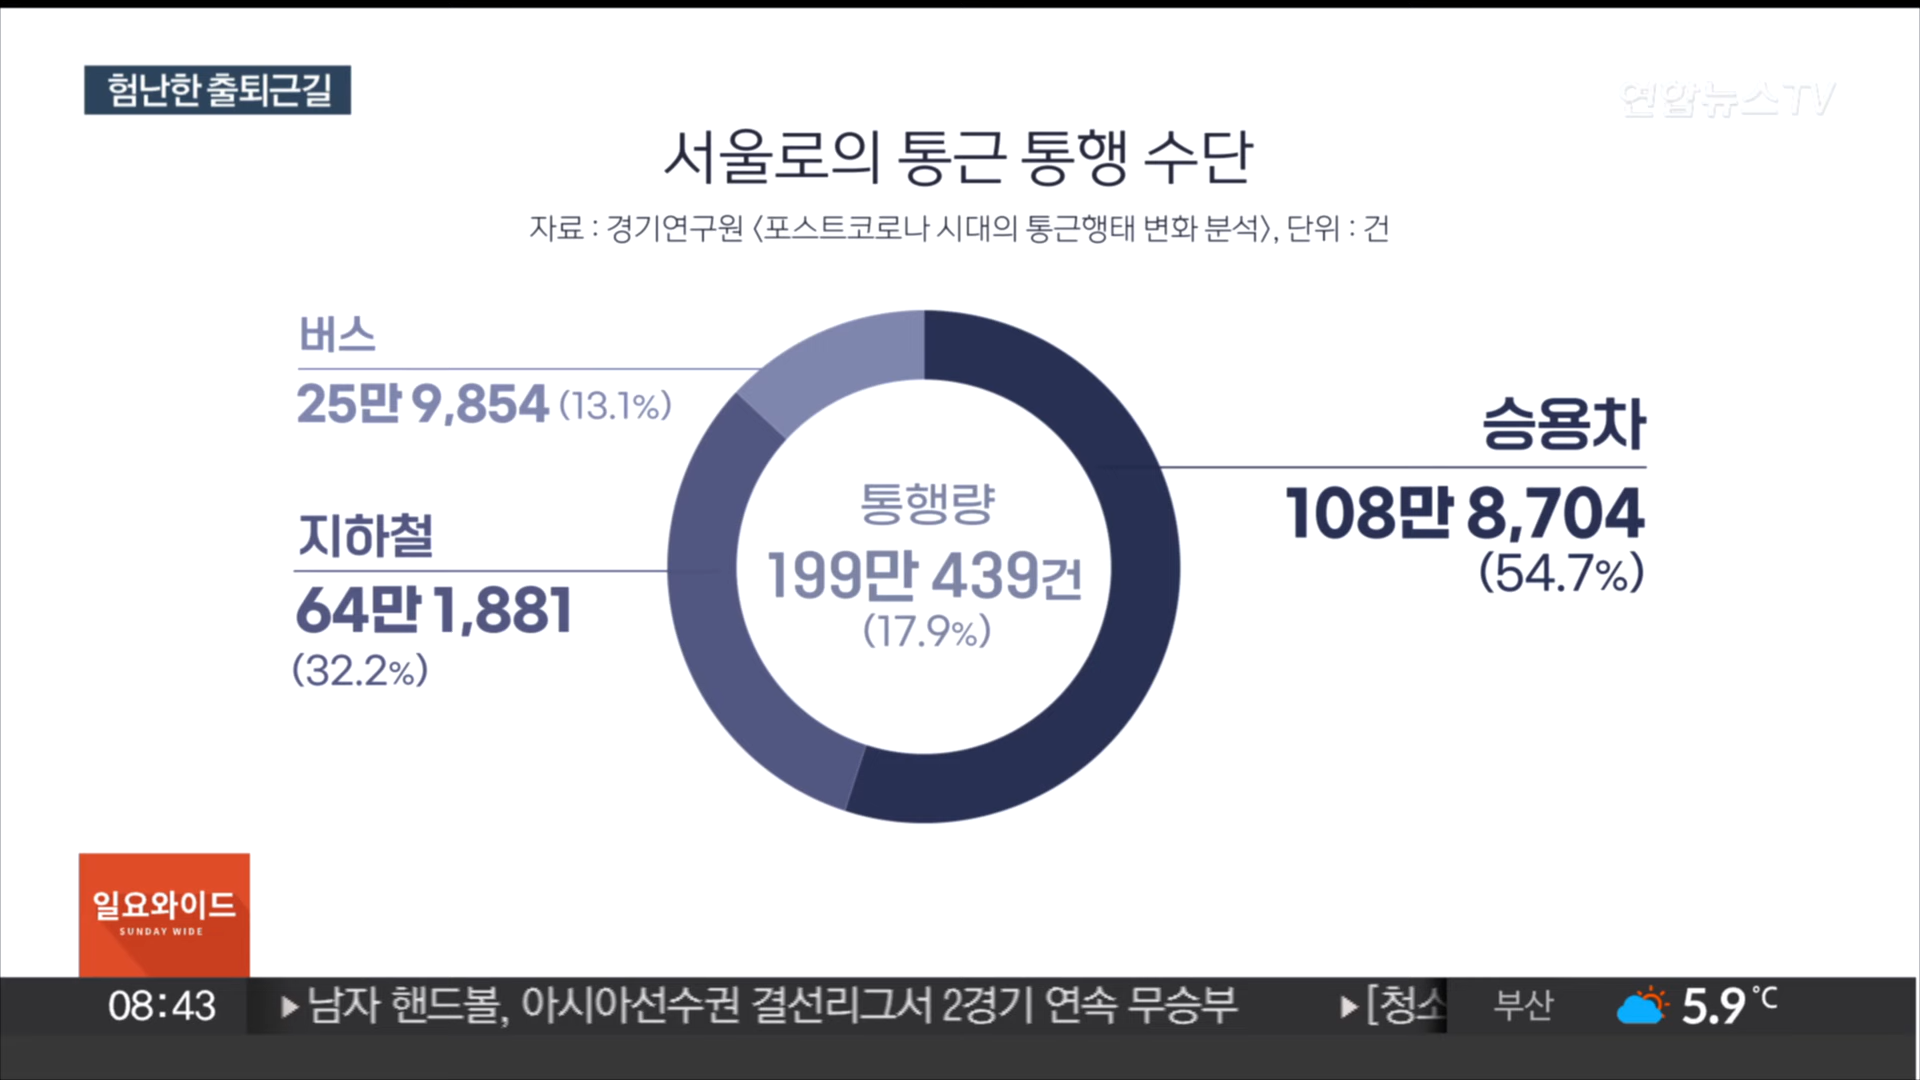 험난한 출퇴근길
연합뉴스TV
서울로의 통근 통행 수단
자료 : 경기연구원 〈포스트코로나 시대의 통근행태 변화 분석〉, 단위 : 건
버스
25만 9,854 (13.1%)
지하철
64만 1,881
(32.2%)
통행량
199만 439건
(17.9%)
승용차
108만 8,704
(54.7%)
일요와이드
SUNDAY WIDE
08:43 ▶남자 핸드볼, 아시아선수권 결선리그서 2경기 연속 무승부 ▶[청소 부산 5.9℃